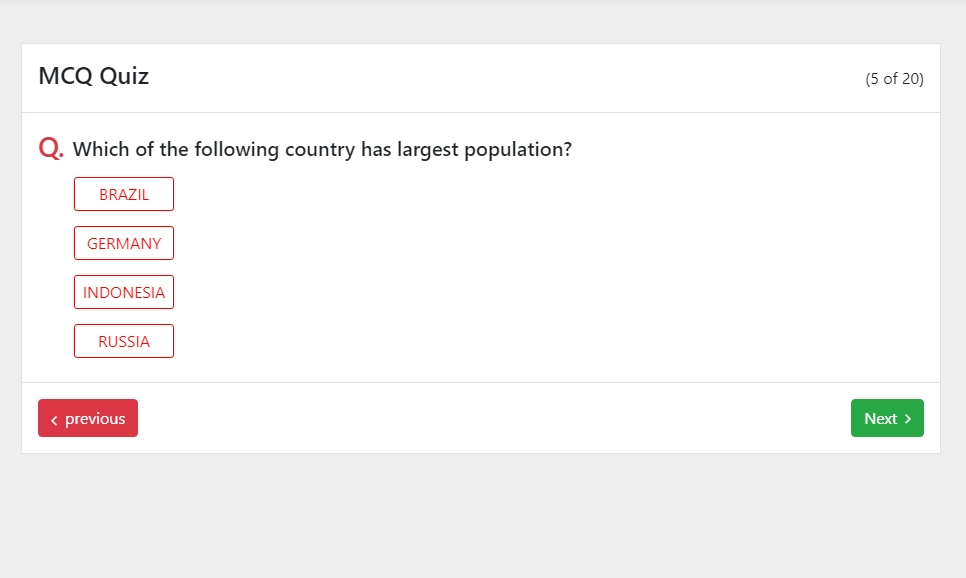 MCQ Quiz
(5 of 20)
Q. Which of the following country has largest population?
BRAZIL
GERMANY
INDONESIA
RUSSIA
‹ previous
Next ›